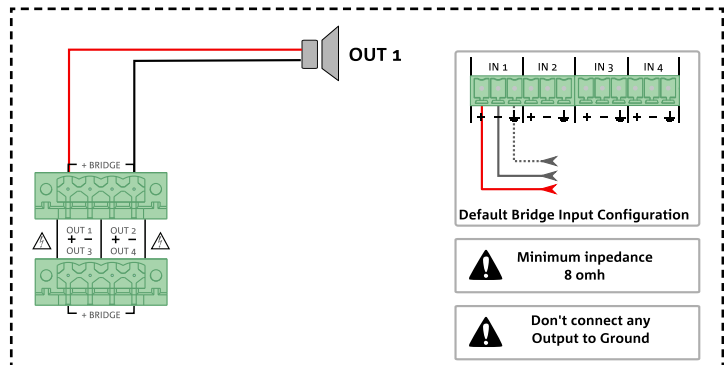 OUT 1
+ BRIDGE -
OUT 1 OUT 2
+ - + -
OUT 3 OUT 4
+ BRIDGE -
IN 1 IN 2 IN 3 IN 4
+ - + - + - + -
Default Bridge Input Configuration
Minimum inpedance
8 omh
Don't connect any
Output to Ground